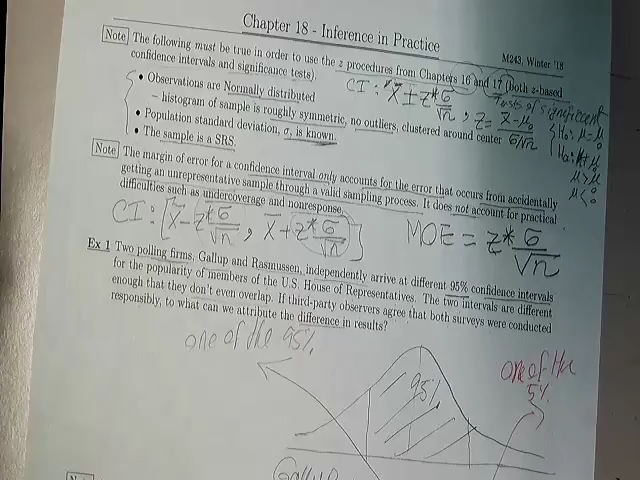 Chapter 18 - Inference in Practice
M243, Winter '18
Note The following must be true in order to use the z procedures from Chapters 16 and 17 (both z-based
confidence intervals and significance tests).
• Observations are Normally distributed
– histogram of sample is roughly symmetric, no outliers, clustered around center
• Population standard deviation, σ, is known.
• The sample is a SRS.
CI: x̄ ± z* σ/√n , z = x̄ - μ₀ / σ/√n
Tests of significant
H₀: μ = μ₀
Hₐ: μ ≠ μ₀
μ > μ₀
μ < μ₀
Note The margin of error for a confidence interval only accounts for the error that occurs from accidentally
getting an unrepresentative sample through a valid sampling process. It does not account for practical
difficulties such as undercoverage and nonresponse.
CI: [x̄ - z* σ/√n , x̄ + z* σ/√n]
MOE = z* σ/√n
Ex 1 Two polling firms, Gallup and Rasmussen, independently arrive at different 95% confidence intervals
for the popularity of members of the U.S. House of Representatives. The two intervals are different
enough that they don't even overlap. If third-party observers agree that both surveys were conducted
responsibly, to what can we attribute the difference in results?
one of the 95%
95%
one of the
5%
Gallup